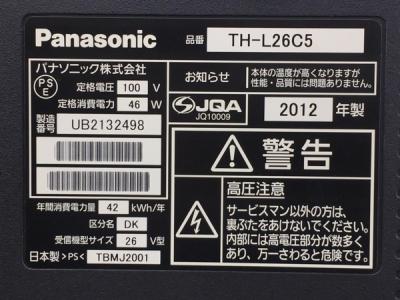 Panasonic
品番 TH-L26C5
パナソニック株式会社
PS
E
定格電圧 100 V
定格消費電力 46 W
製造
番号 UB2132498
お知らせ
本体の温度が高くなりますが
性能・品質には問題ありません。
JQA
JQ10009
2012 年製
警告
高圧注意
サービスマン以外の方は、
裏ぶたをあけないでください。
内部には高電圧部分が数多く
あり、万一さわると危険です。
年間消費電力量 42 kWh/年
区分名 DK
受信機型サイズ 26 V型
日本製 >PS< TBMJ2001